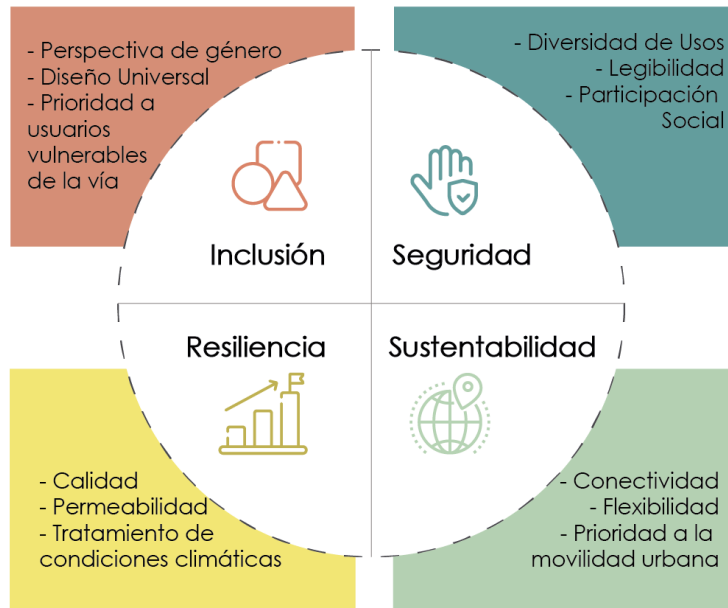 - Perspectiva de género
- Diseño Universal
- Prioridad a
usuarios
vulnerables
de la vía
- Diversidad de Usos
- Legibilidad
- Participación
Social
Inclusión
Seguridad
Resiliencia
Sustentabilidad
- Calidad
- Permeabilidad
- Tratamiento de
condiciones climáticas
- Conectividad
- Flexibilidad
- Prioridad a la
movilidad urbana